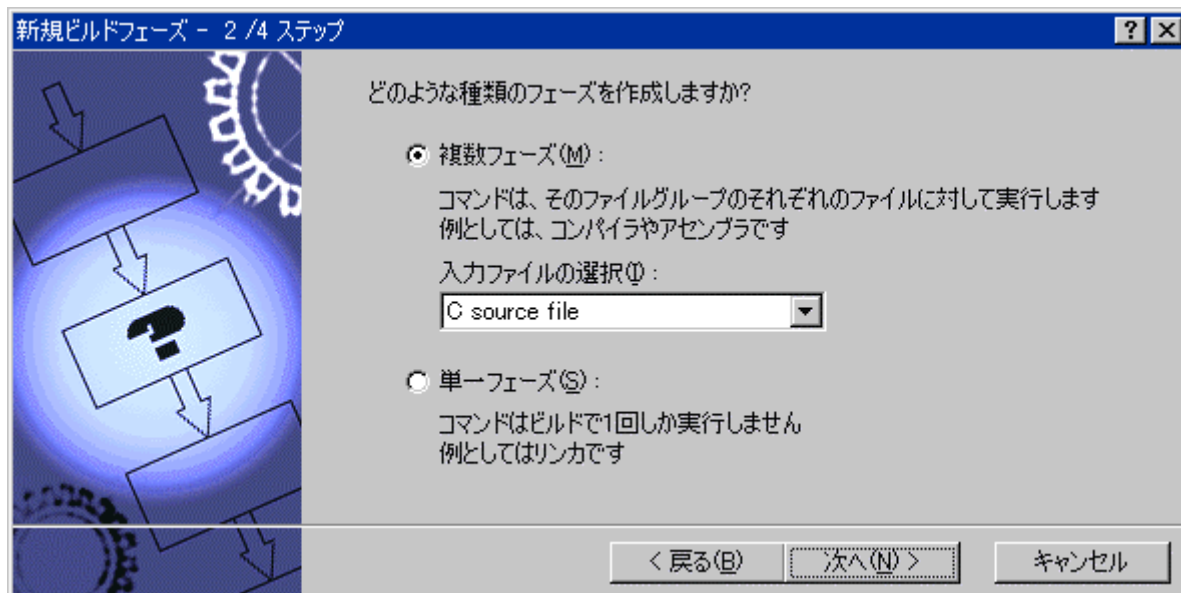 新規ビルドフェーズ - 2/4 ステップ
どのような種類のフェーズを作成しますか?
複数フェーズ(M):
コマンドは、そのファイルグループのそれぞれのファイルに対して実行します
例としては、コンパイラやアセンブラです
入力ファイルの選択(I):
C source file
単一フェーズ(S):
コマンドはビルドで1回しか実行しません
例としてはリンカです
< 戻る(B)
次へ(N) >
キャンセル